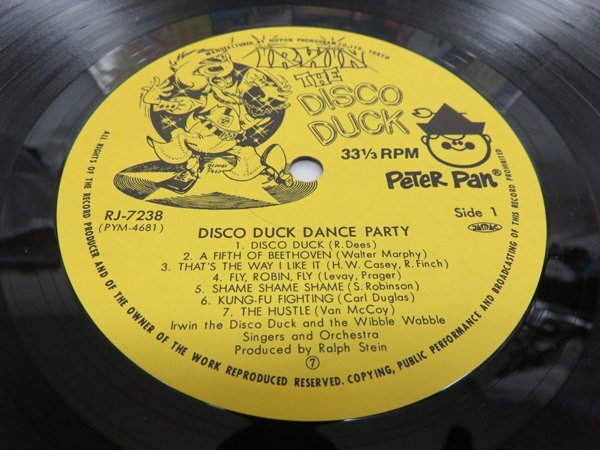 MANUFACTURED BY NIPPON PHONOGRAM CO., LTD., TOKYO
IRWIN
THE
DISCO
DUCK
33⅓ RPM
Peter Pan®
RJ-7238
(PYM-4681)
Side 1
DISCO DUCK DANCE PARTY
1. DISCO DUCK (R. Dees)
2. A FIFTH OF BEETHOVEN (Walter Marphy)
3. THAT'S THE WAY I LIKE IT (H. W. Casey, R. Finch)
4. FLY, ROBIN, FLY (Levay, Prager)
5. SHAME SHAME SHAME (S. Robinson)
6. KUNG-FU FIGHTING (Carl Duglas)
7. THE HUSTLE (Van McCoy)
Irwin the Disco Duck and the Wibble Wabble
Singers and Orchestra
Produced by Ralph Stein
7
ALL RIGHTS OF THE RECORD PRODUCER AND OF THE OWNER OF THE WORK REPRODUCED RESERVED. COPYING, PUBLIC PERFORMANCE AND BROADCASTING OF THIS RECORD PROHIBITED.